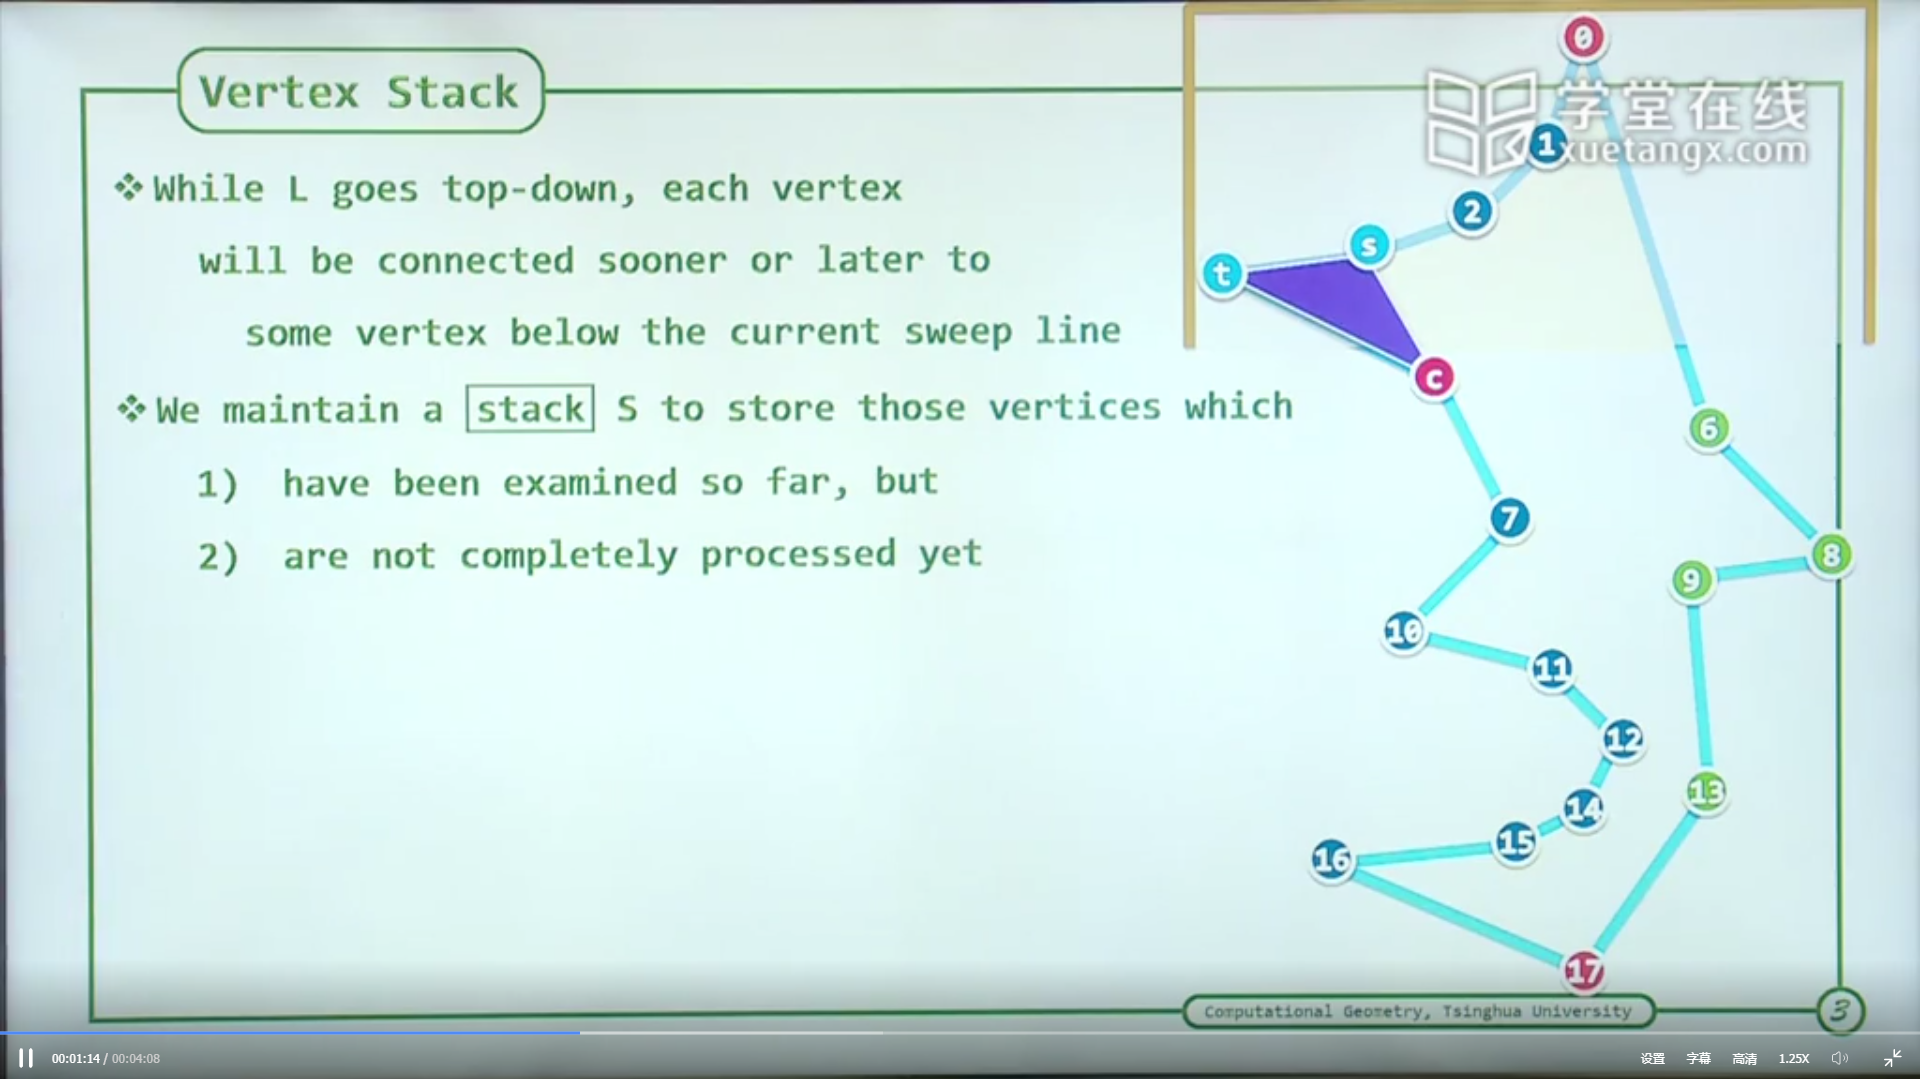 Vertex Stack
While L goes top-down, each vertex
will be connected sooner or later to
some vertex below the current sweep line
We maintain a stack S to store those vertices which
1) have been examined so far, but
2) are not completely processed yet
学堂在线
xuetangx.com
0
1
2
s
t
c
6
7
8
9
10
11
12
13
14
15
16
17
Computational Geometry, Tsinghua University
3
00:01:14 / 00:04:08
设置 字幕 高清 1.25X